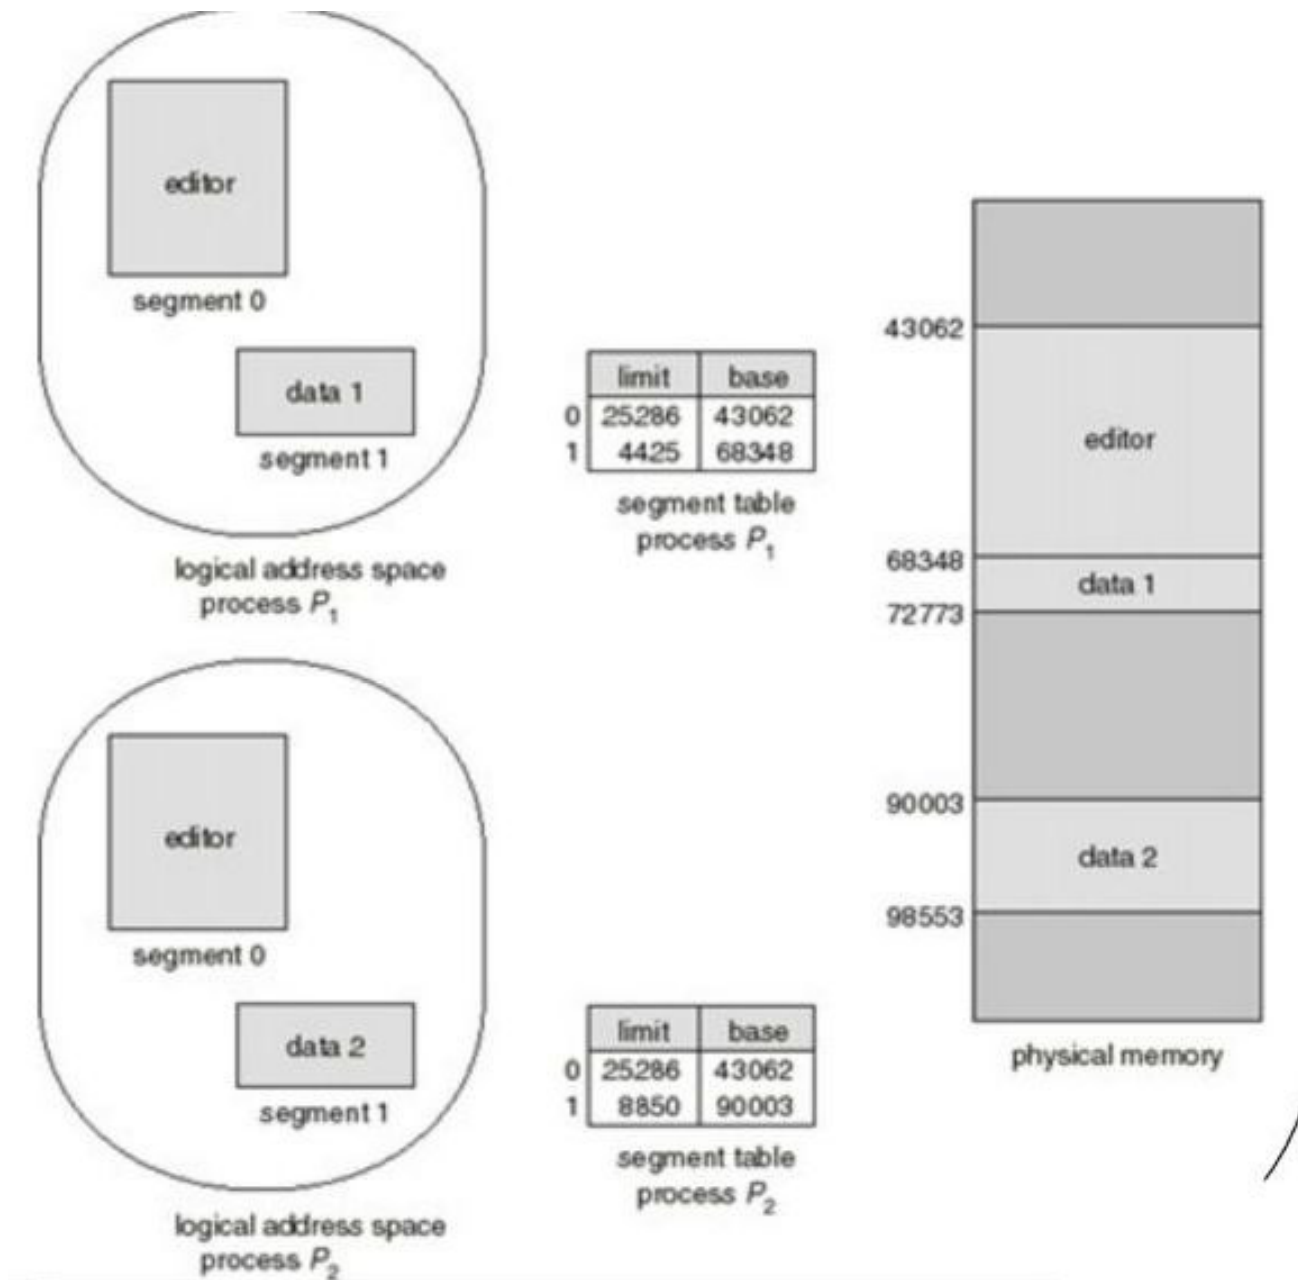 editor
segment 0
data 1
segment 1
logical address space
process P1
limit base
0 25286 43062
1 4425 68348
segment table
process P1
editor
segment 0
data 2
segment 1
logical address space
process P2
limit base
0 25286 43062
1 8850 90003
segment table
process P2
43062
editor
68348
data 1
72773
90003
data 2
98553
physical memory